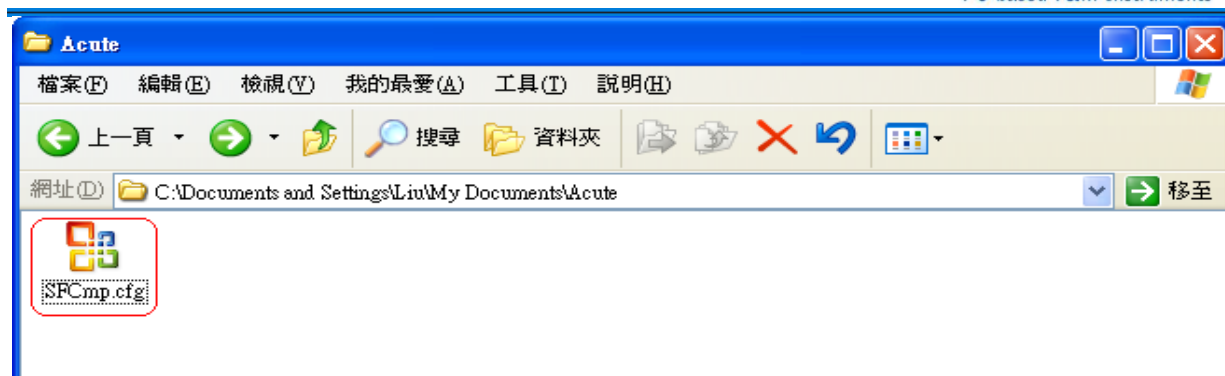 Acute
檔案(F) 編輯(E) 檢視(V) 我的最愛(A) 工具(T) 說明(H)
上一頁 搜尋 資料夾
網址(D) C:\Documents and Settings\Liu\My Documents\Acute 移至
SFCmp.cfg